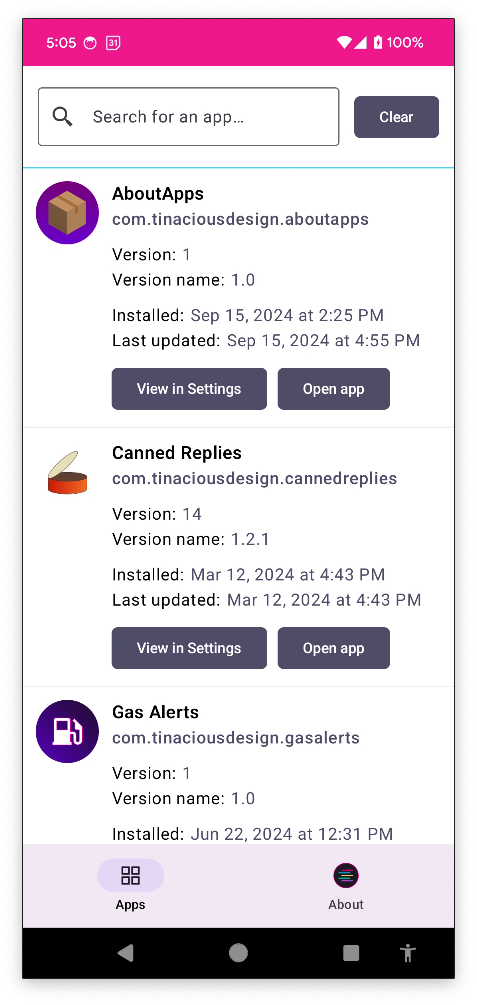 5:05
31
100%
Search for an app…
Clear
AboutApps
com.tinaciousdesign.aboutapps
Version: 1
Version name: 1.0
Installed: Sep 15, 2024 at 2:25 PM
Last updated: Sep 15, 2024 at 4:55 PM
View in Settings
Open app
Canned Replies
com.tinaciousdesign.cannedreplies
Version: 14
Version name: 1.2.1
Installed: Mar 12, 2024 at 4:43 PM
Last updated: Mar 12, 2024 at 4:43 PM
View in Settings
Open app
Gas Alerts
com.tinaciousdesign.gasalerts
Version: 1
Version name: 1.0
Installed: Jun 22, 2024 at 12:31 PM
Apps
About